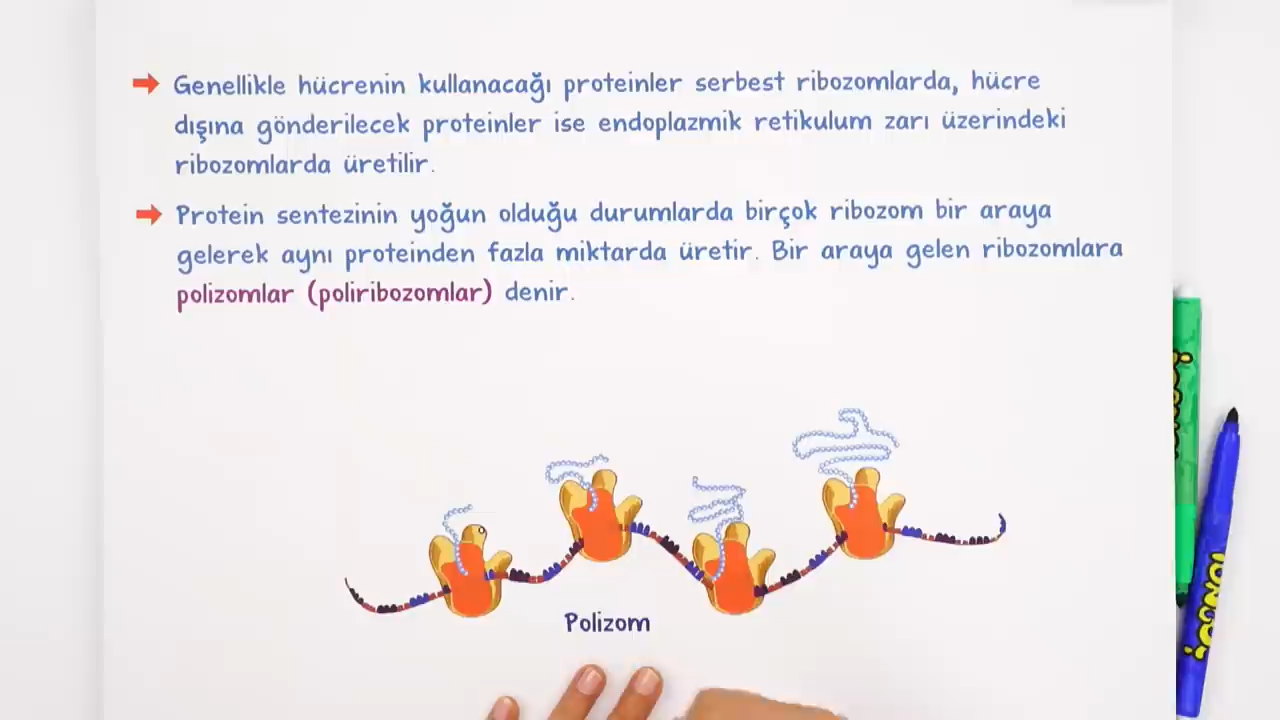 Genellikle hücrenin kullanacağı proteinler serbest ribozomlarda, hücre
dışına gönderilecek proteinler ise endoplazmik retikulum zarı üzerindeki
ribozomlarda üretilir.
Protein sentezinin yoğun olduğu durumlarda birçok ribozom bir araya
gelerek aynı proteinden fazla miktarda üretir. Bir araya gelen ribozomlara
polizomlar (poliribozomlar) denir.
Polizom